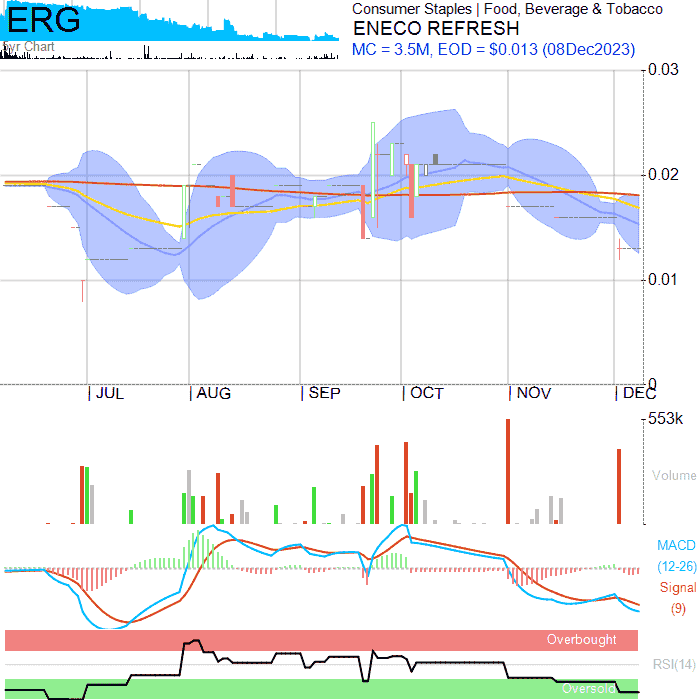 ERG
Consumer Staples | Food, Beverage & Tobacco
ENECO REFRESH
5yr Chart
MC = 3.5M, EOD = $0.013 (08Dec2023)
0.03
0.02
0.01
0
JUL AUG SEP OCT NOV DEC
553k
Volume
MACD
(12-26)
Signal
(9)
Overbought
RSI(14)
Oversold